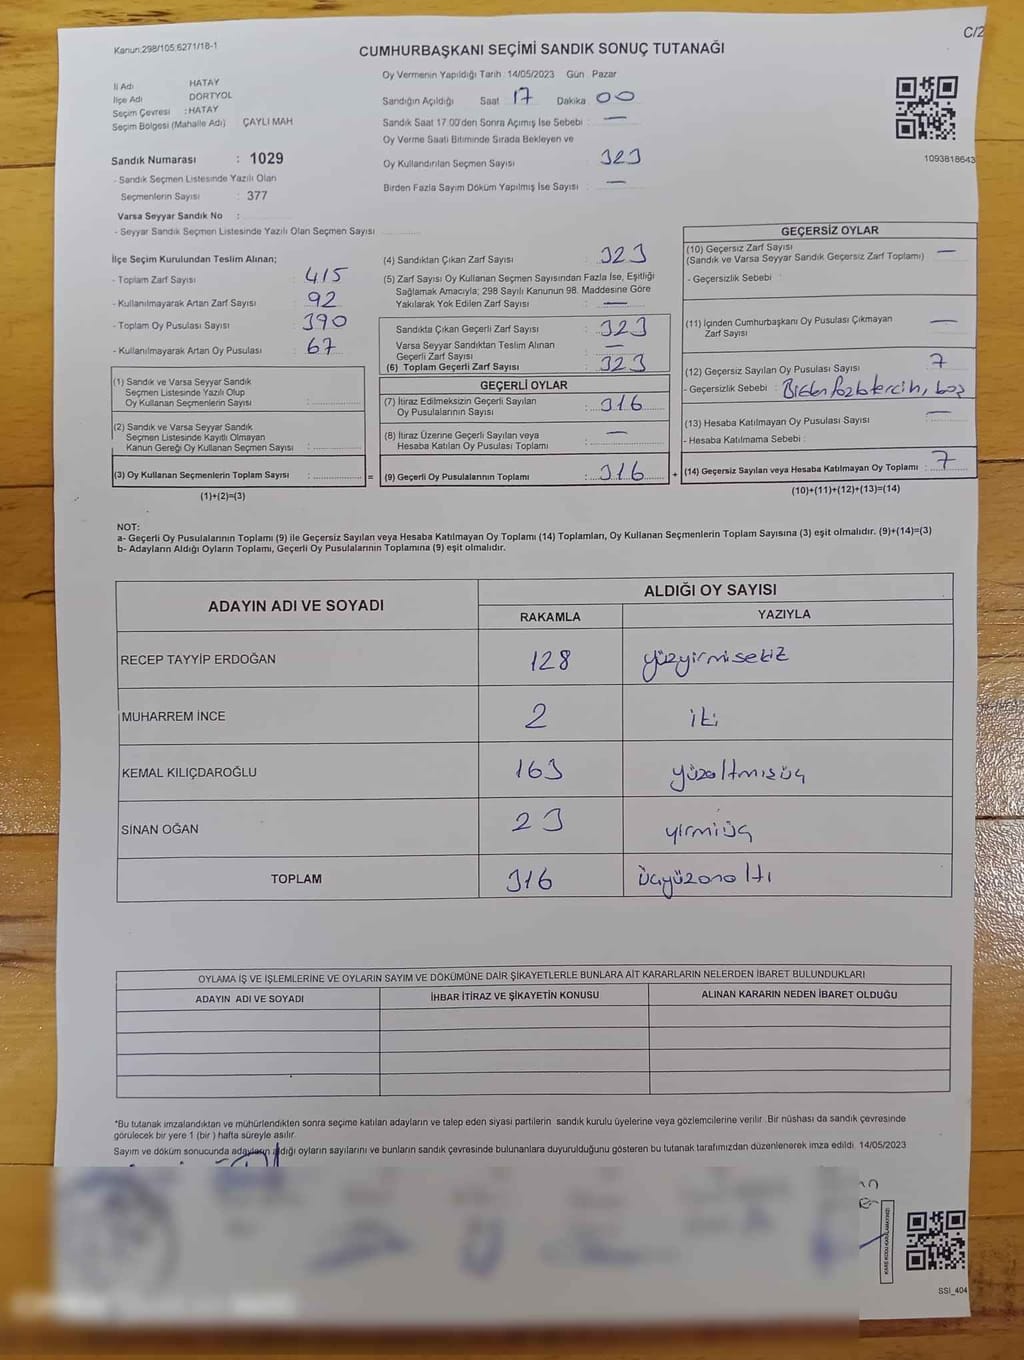 Kanun:298/105;6271/18-1
C/2
CUMHURBAŞKANI SEÇİMİ SANDIK SONUÇ TUTANAĞI
İl Adı HATAY
İlçe Adı DÖRTYOL
Seçim Çevresi :HATAY
Seçim Bölgesi (Mahalle Adı) ÇAYLI MAH
Sandık Numarası : 1029
- Sandık Seçmen Listesinde Yazılı Olan
Seçmenlerin Sayısı : 377
Varsa Seyyar Sandık No :
- Seyyar Sandık Seçmen Listesinde Yazılı Olan Seçmen Sayısı
Oy Vermenin Yapıldığı Tarih : 14/05/2023 Gün Pazar
Sandığın Açıldığı Saat 17 Dakika 00
Sandık Saat 17:00'den Sonra Açımış İse Sebebi : —
Oy Verme Saati Bitiminde Sırada Bekleyen ve
Oy Kullandırılan Seçmen Sayısı : 323
Birden Fazla Sayım Döküm Yapılmış İse Sayısı : —
1093818643
İlçe Seçim Kurulundan Teslim Alınan;
- Toplam Zarf Sayısı : 415
- Kullanılmayarak Artan Zarf Sayısı : 92
- Toplam Oy Pusulası Sayısı : 390
- Kullanılmayarak Artan Oy Pusulası : 67
(1) Sandık ve Varsa Seyyar Sandık
Seçmen Listesinde Yazılı Olup
Oy Kullanan Seçmenlerin Sayısı :
(2) Sandık ve Varsa Seyyar Sandık
Seçmen Listesinde Kayıtlı Olmayan
Kanun Gereği Oy Kullanan Seçmen Sayısı :
(3) Oy Kullanan Seçmenlerin Toplam Sayısı : =
(1)+(2)=(3)
(4) Sandıktan Çıkan Zarf Sayısı : 323
(5) Zarf Sayısı Oy Kullanan Seçmen Sayısından Fazla İse, Eşitliği
Sağlamak Amacıyla; 298 Sayılı Kanunun 98. Maddesine Göre
Yakılarak Yok Edilen Zarf Sayısı : —
Sandıkta Çıkan Geçerli Zarf Sayısı : 323
Varsa Seyyar Sandıktan Teslim Alınan
Geçerli Zarf Sayısı : —
(6) Toplam Geçerli Zarf Sayısı : 323
GEÇERLİ OYLAR
(7) İtiraz Edilmeksizin Geçerli Sayılan
Oy Pusulalarının Sayısı : 316
(8) İtiraz Üzerine Geçerli Sayılan veya
Hesaba Katılan Oy Pusulası Toplamı : —
(9) Geçerli Oy Pusulalarının Toplamı : 316 +
GEÇERSİZ OYLAR
(10) Geçersiz Zarf Sayısı
(Sandık ve Varsa Seyyar Sandık Geçersiz Zarf Toplamı) : —
- Geçersizlik Sebebi :
(11) İçinden Cumhurbaşkanı Oy Pusulası Çıkmayan
Zarf Sayısı : —
(12) Geçersiz Sayılan Oy Pusulası Sayısı : 7
- Geçersizlik Sebebi : Birden fazla tercih, boş
(13) Hesaba Katılmayan Oy Pusulası Sayısı : —
- Hesaba Katılmama Sebebi :
(14) Geçersiz Sayılan veya Hesaba Katılmayan Oy Toplamı : 7
(10)+(11)+(12)+(13)=(14)
NOT:
a- Geçerli Oy Pusulalarının Toplamı (9) ile Geçersiz Sayılan veya Hesaba Katılmayan Oy Toplamı (14) Toplamları, Oy Kullanan Seçmenlerin Toplam Sayısına (3) eşit olmalıdır. (9)+(14)=(3)
b- Adayların Aldığı Oyların Toplamı, Geçerli Oy Pusulalarının Toplamına (9) eşit olmalıdır.
ADAYIN ADI VE SOYADI ALDIĞI OY SAYISI
RAKAMLA YAZIYLA
RECEP TAYYİP ERDOĞAN 128 yüzyirmisekiz
MUHARREM İNCE 2 iki
KEMAL KILIÇDAROĞLU 163 yüzaltmışüç
SİNAN OĞAN 23 yirmiüç
TOPLAM 316 üçyüzonaltı
OYLAMA İŞ VE İŞLEMLERİNE VE OYLARIN SAYIM VE DÖKÜMÜNE DAİR ŞİKAYETLERLE BUNLARA AİT KARARLARIN NELERDEN İBARET BULUNDUKLARI
ADAYIN ADI VE SOYADI İHBAR İTİRAZ VE ŞİKAYETİN KONUSU ALINAN KARARIN NEDEN İBARET OLDUĞU
*Bu tutanak imzalandıktan ve mühürlendikten sonra seçime katılan adayların ve talep eden siyasi partilerin sandık kurulu üyelerine veya gözlemcilerine verilir. Bir nüshası da sandık çevresinde
görülecek bir yere 1 (bir) hafta süreyle asılır.
Sayım ve döküm sonucunda adayların aldığı oyların sayılarını ve bunların sandık çevresinde bulunanlara duyurulduğunu gösteren bu tutanak tarafımızdan düzenlenerek imza edildi. 14/05/2023
KARE KODU KARALAMAYINIZ!
SSI_404